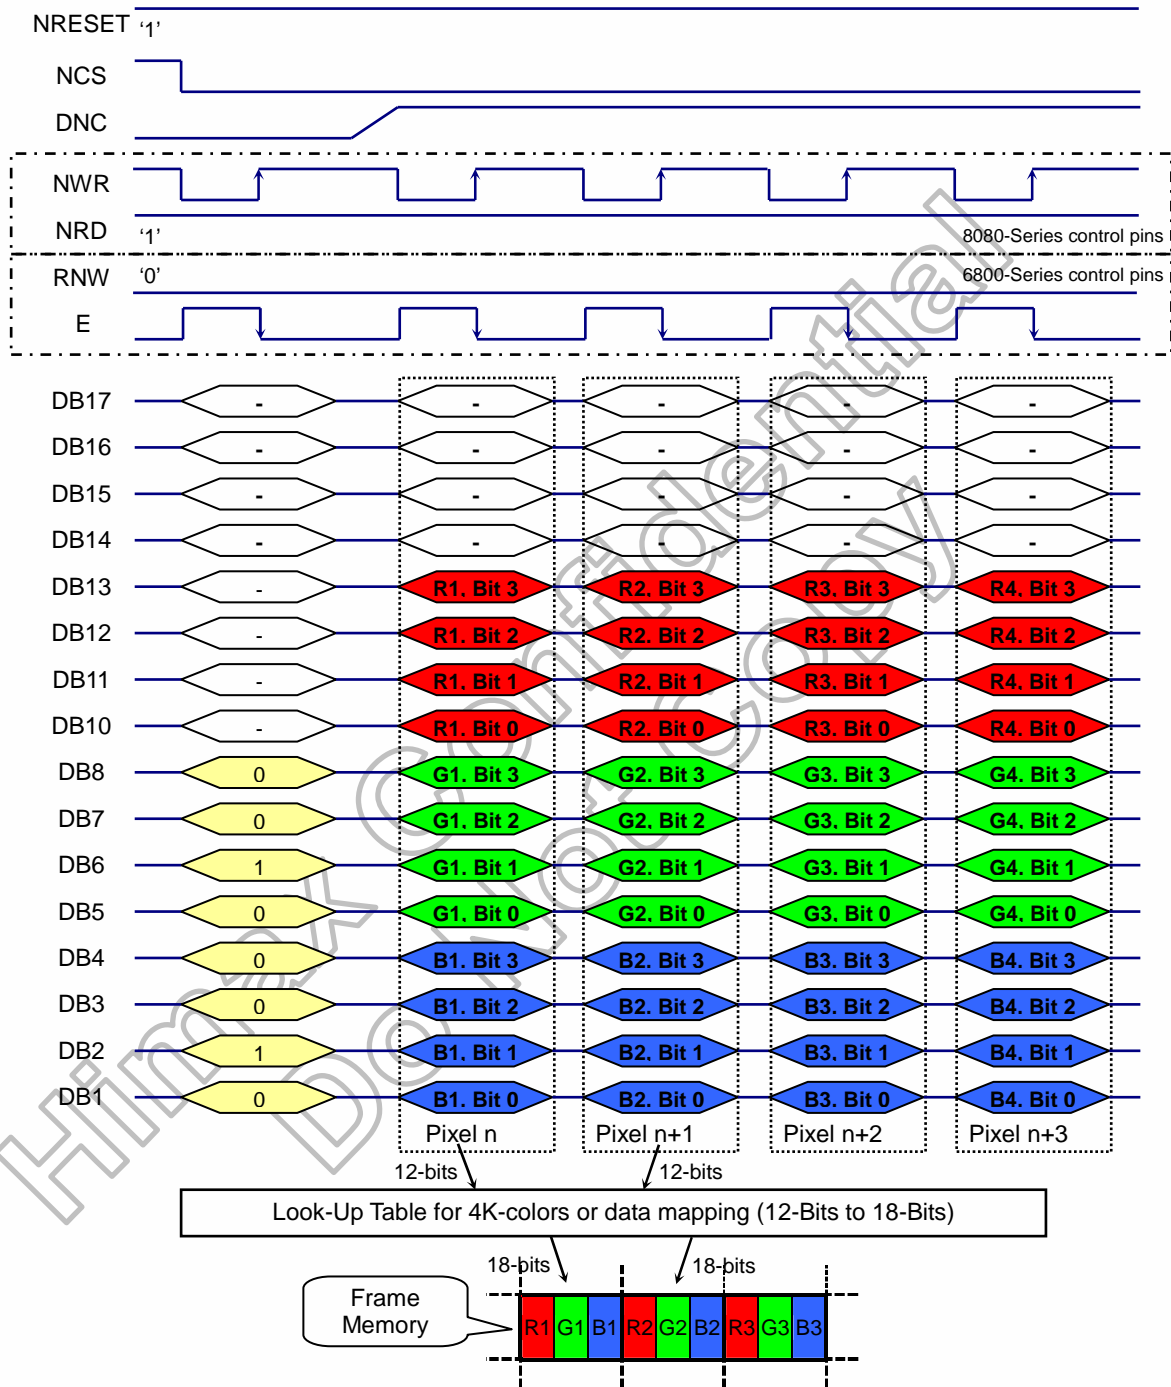 NRESET '1'
NCS
DNC
NWR
NRD '1' 8080-Series control pins
RNW '0' 6800-Series control pins
E
DB17 - - - - -
DB16 - - - - -
DB15 - - - - -
DB14 - - - - -
DB13 - R1, Bit 3 R2, Bit 3 R3, Bit 3 R4, Bit 3
DB12 - R1, Bit 2 R2, Bit 2 R3, Bit 2 R4, Bit 2
DB11 - R1, Bit 1 R2, Bit 1 R3, Bit 1 R4, Bit 1
DB10 - R1, Bit 0 R2, Bit 0 R3, Bit 0 R4, Bit 0
DB8 0 G1, Bit 3 G2, Bit 3 G3, Bit 3 G4, Bit 3
DB7 0 G1, Bit 2 G2, Bit 2 G3, Bit 2 G4, Bit 2
DB6 1 G1, Bit 1 G2, Bit 1 G3, Bit 1 G4, Bit 1
DB5 0 G1, Bit 0 G2, Bit 0 G3, Bit 0 G4, Bit 0
DB4 0 B1, Bit 3 B2, Bit 3 B3, Bit 3 B4, Bit 3
DB3 0 B1, Bit 2 B2, Bit 2 B3, Bit 2 B4, Bit 2
DB2 1 B1, Bit 1 B2, Bit 1 B3, Bit 1 B4, Bit 1
DB1 0 B1, Bit 0 B2, Bit 0 B3, Bit 0 B4, Bit 0
Pixel n Pixel n+1 Pixel n+2 Pixel n+3
12-bits 12-bits
Look-Up Table for 4K-colors or data mapping (12-Bits to 18-Bits)
18-bits 18-bits
Frame
Memory
R1 G1 B1 R2 G2 B2 R3 G3 B3
Himax Confidential
Do Not Copy